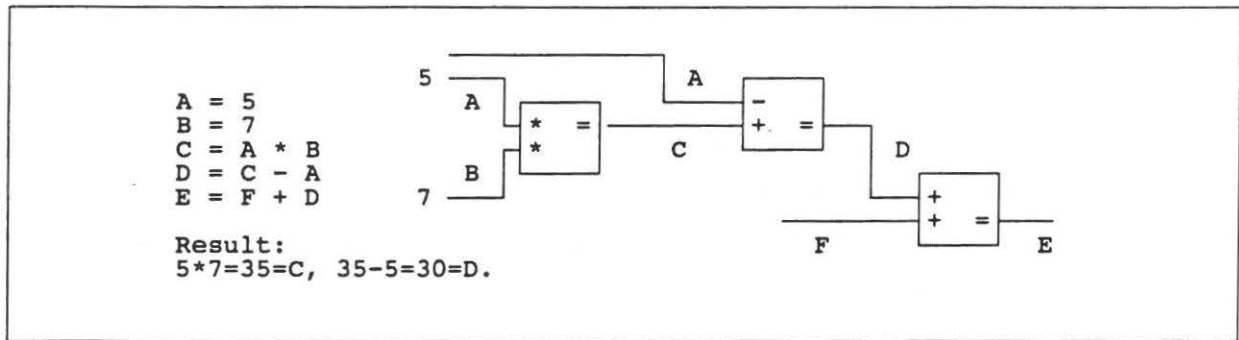 A = 5
B = 7
C = A * B
D = C - A
E = F + D
Result:
5*7=35=C, 35-5=30=D.
5
A
B
7
* =
*
C
A
-
+ =
D
+
+ =
F
E